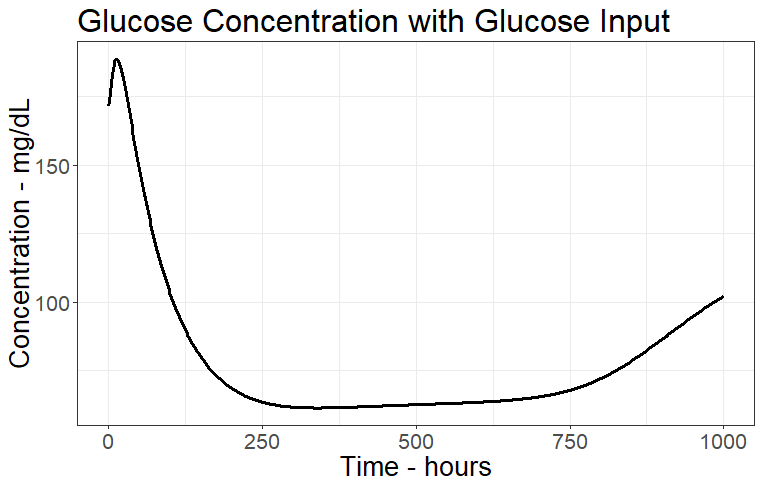 Glucose Concentration with Glucose Input
Concentration - mg/dL
150
100
0 250 500 750 1000
Time - hours